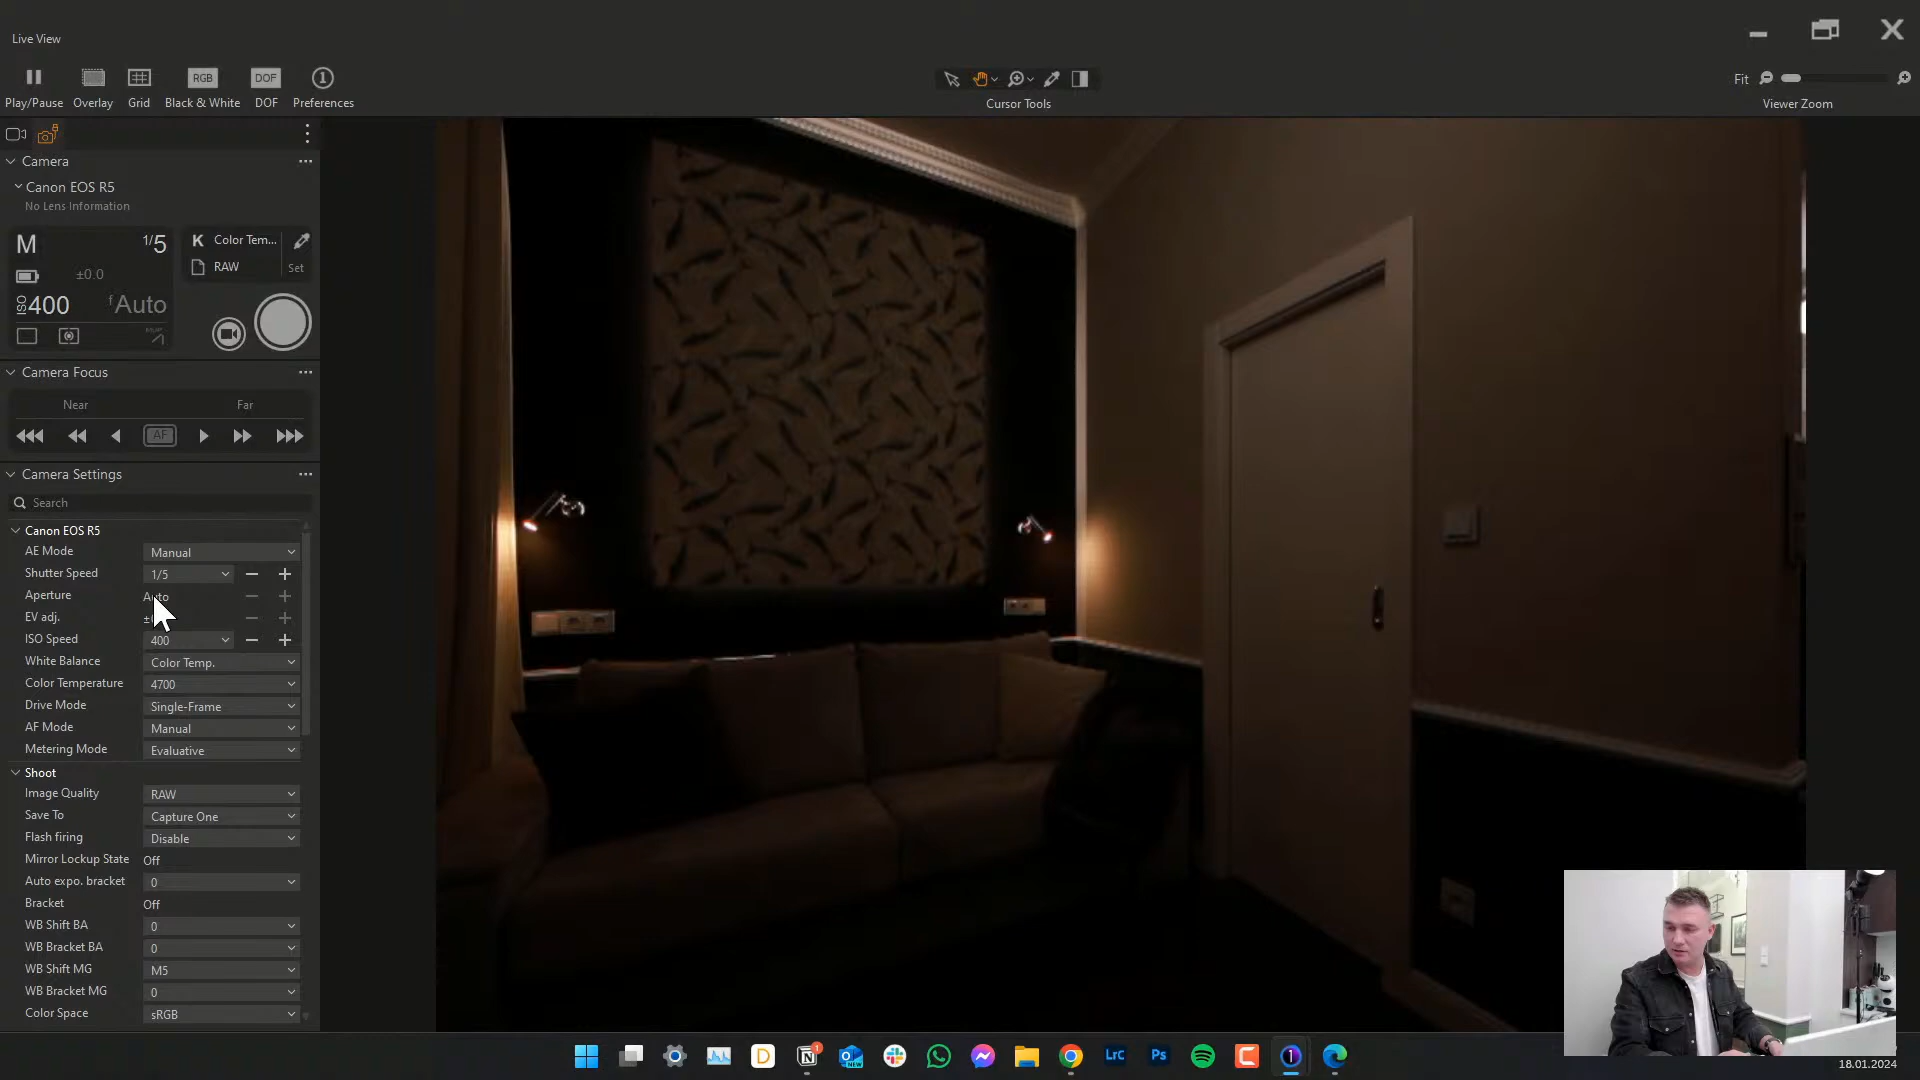 Live View
Play/Pause Overlay Grid RGB Black & White DOF DOF Preferences
Cursor Tools
Fit
Viewer Zoom
Camera
Canon EOS R5
No Lens Information
M 1/5
±0.0
ISO 400 f Auto
K Color Tem...
RAW Set
Camera Focus
Near Far
AF
Camera Settings
Search
Canon EOS R5
AE Mode Manual
Shutter Speed 1/5
Aperture Auto
EV adj.
ISO Speed 400
White Balance Color Temp.
Color Temperature 4700
Drive Mode Single-Frame
AF Mode Manual
Metering Mode Evaluative
Shoot
Image Quality RAW
Save To Capture One
Flash firing Disable
Mirror Lockup State Off
Auto expo. bracket 0
Bracket Off
WB Shift BA 0
WB Bracket BA 0
WB Shift MG M5
WB Bracket MG 0
Color Space sRGB
D N 1 NEW LrC Ps C 1
18.01.2024